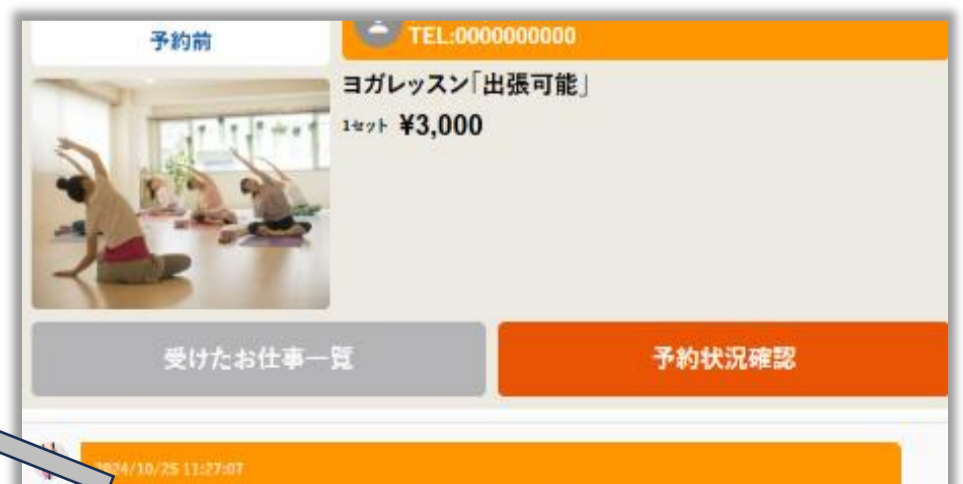 予約前
TEL:0000000000
ヨガレッスン「出張可能」
1セット ¥3,000
受けたお仕事一覧
予約状況確認
2024/10/25 11:27:07